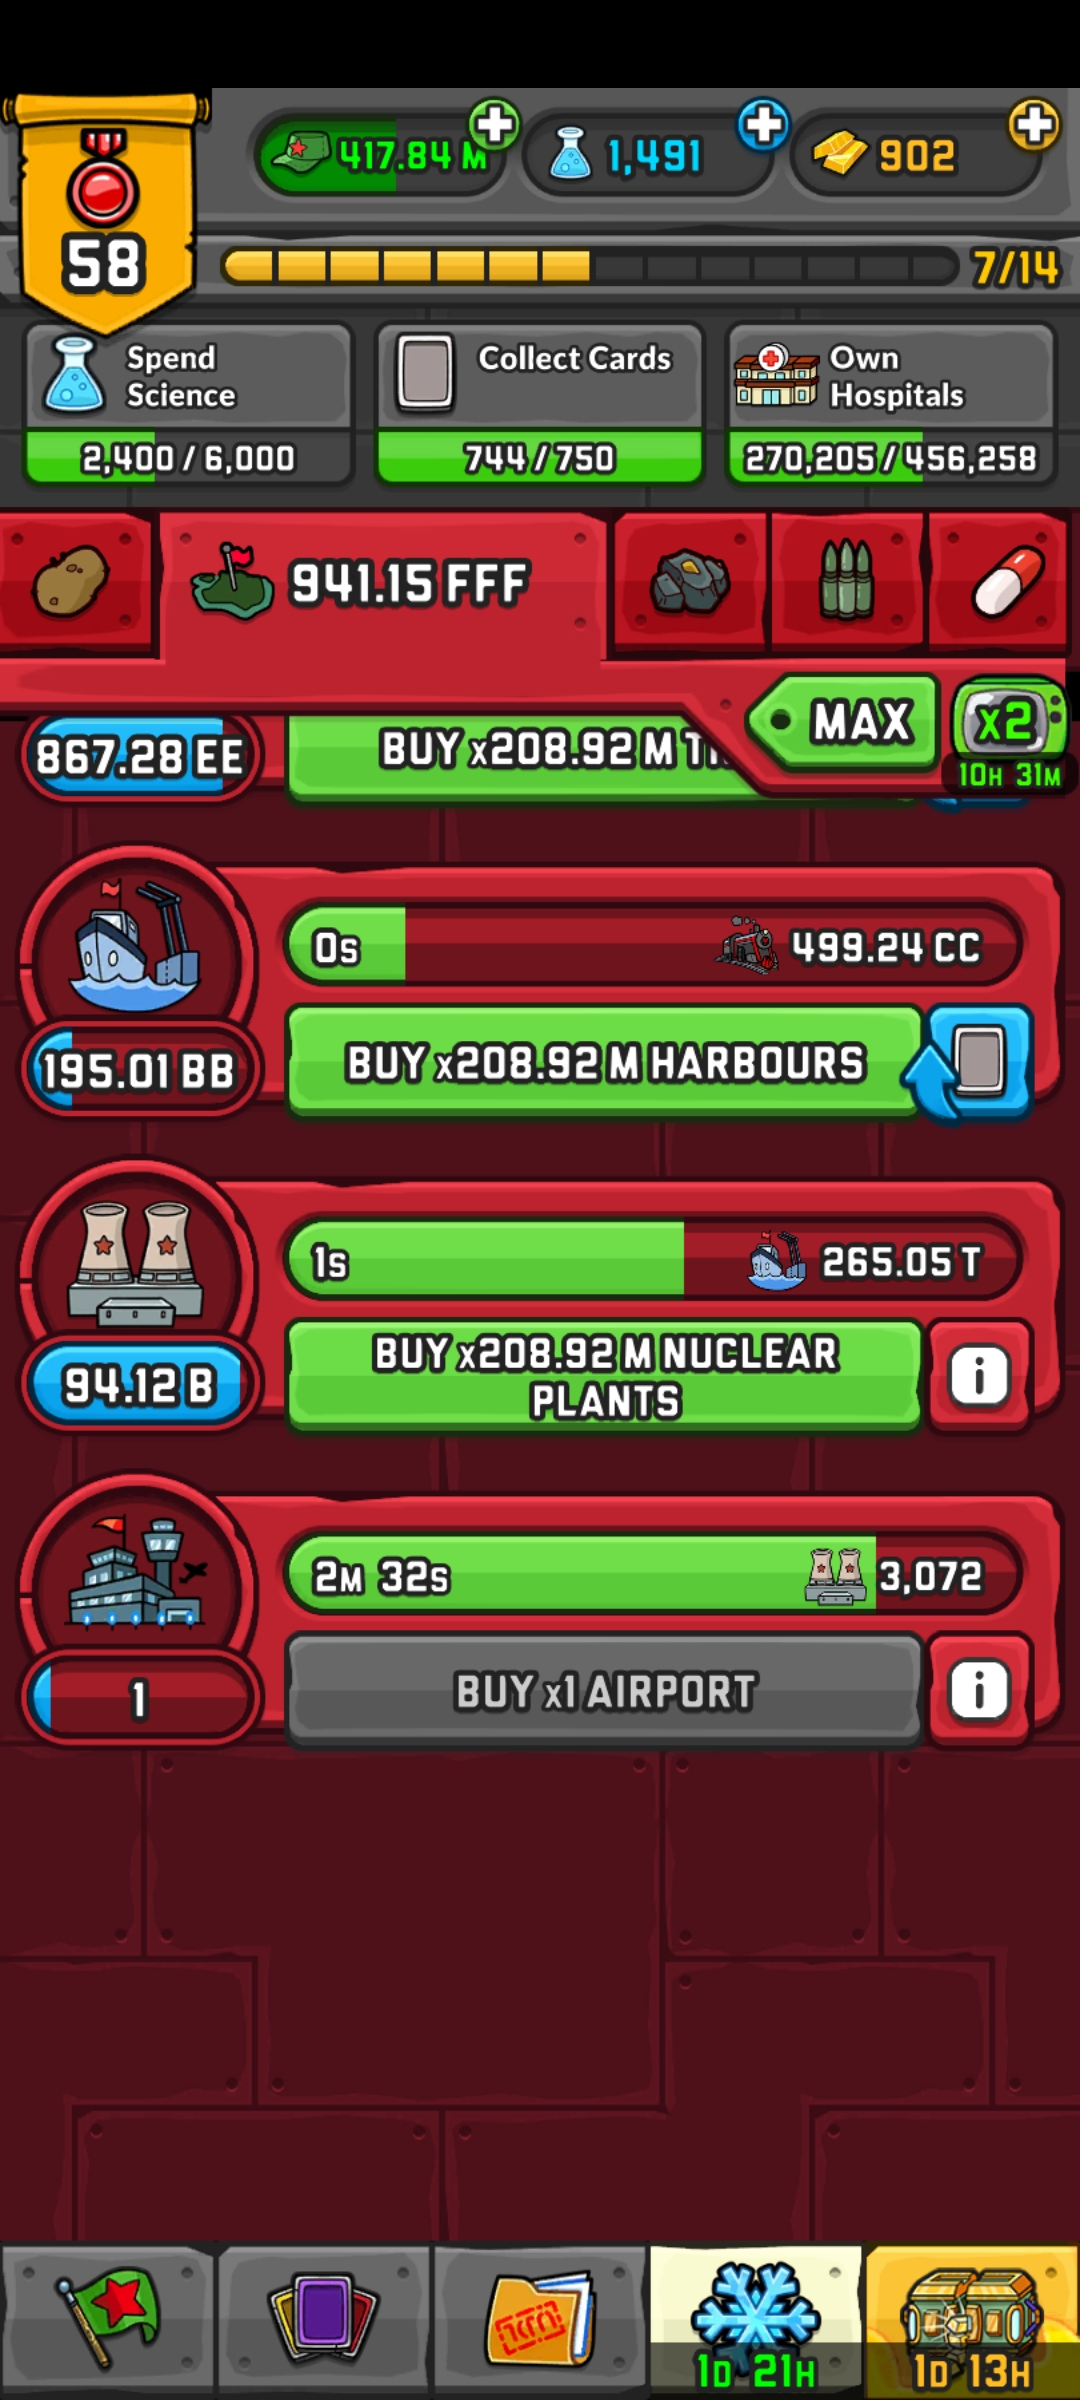 417.84 M
1,491
902
58
7/14
Spend
Science
2,400 / 6,000
Collect Cards
744 / 750
Own
Hospitals
270,205 / 456,258
941.15 FFF
MAX
x2
10H 31M
867.28 EE
BUY x208.92 M
0s
499.24 CC
195.01 BB
BUY x208.92 M HARBOURS
1s
265.05 T
94.12 B
BUY x208.92 M NUCLEAR
PLANTS
2M 32s
3,072
1
BUY x1 AIRPORT
1D 21H
1D 13H